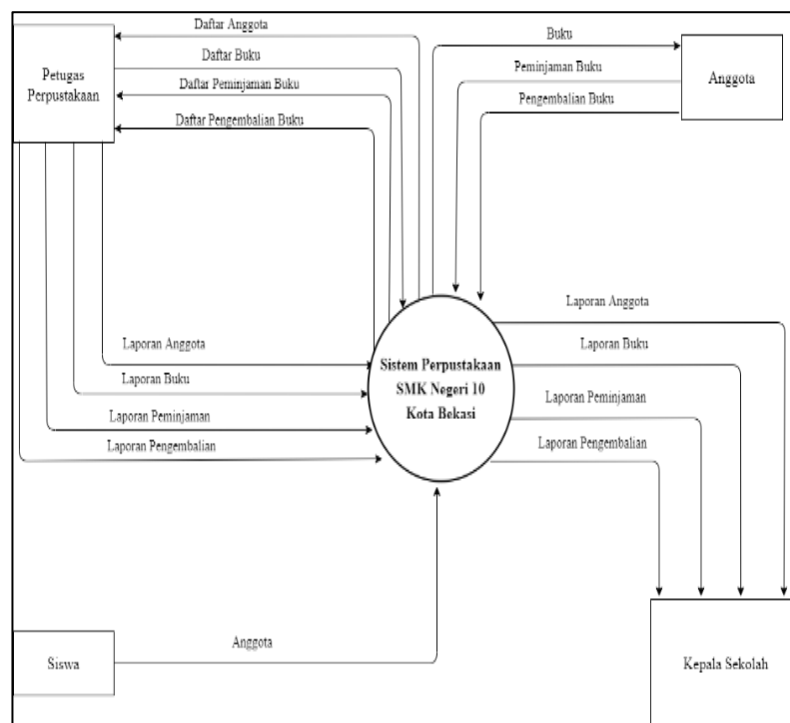 Daftar Anggota
Daftar Buku
Daftar Peminjaman Buku
Daftar Pengembalian Buku
Petugas
Perpustakaan
Buku
Peminjaman Buku
Pengembalian Buku
Anggota
Laporan Anggota
Laporan Buku
Laporan Peminjaman
Laporan Pengembalian
Sistem Perpustakaan
SMK Negeri 10
Kota Bekasi
Laporan Anggota
Laporan Buku
Laporan Peminjaman
Laporan Pengembalian
Siswa
Anggota
Kepala Sekolah